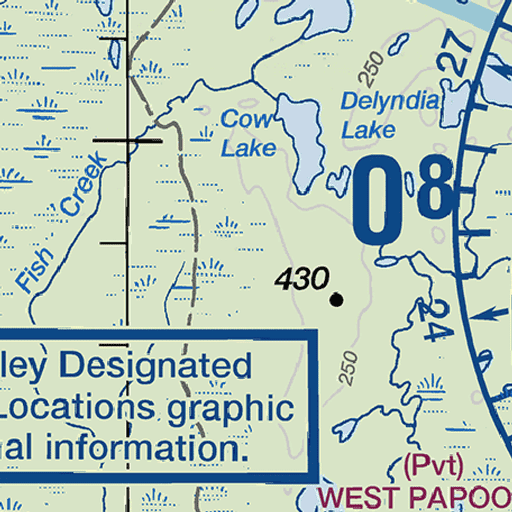 27
250
Delyndia
Lake
Cow
Lake
08
Fish Creek
430
24
250
ley Designated
Locations graphic
al information.
(Pvt)
WEST PAPOO